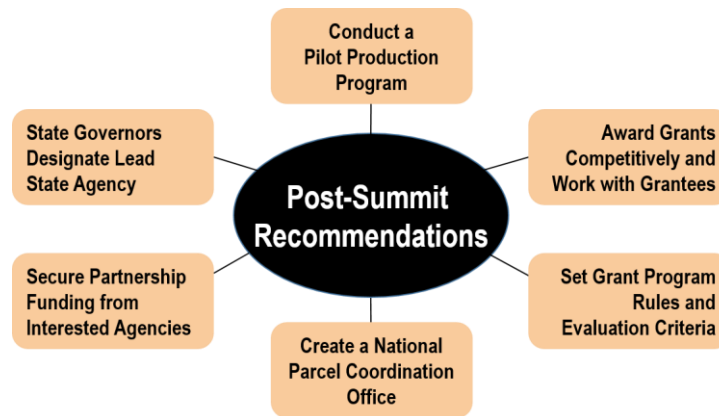 Conduct a
Pilot Production
Program
State Governors
Designate Lead
State Agency
Award Grants
Competitively and
Work with Grantees
Post-Summit
Recommendations
Secure Partnership
Funding from
Interested Agencies
Set Grant Program
Rules and
Evaluation Criteria
Create a National
Parcel Coordination
Office